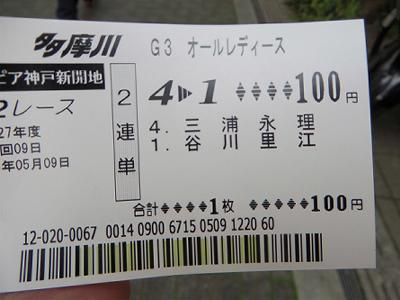 多摩川 G3 オールレディース
ピア神戸新開地
2レース
27年度
回09日
年05月09日
2連単
4▶1 ◆◆◆◆100円
4. 三浦永理
1. 谷川里江
合計◆◆◆◆1枚 ◆◆◆◆100円
12-020-0067 0014 0900 6715 0509 1220 60